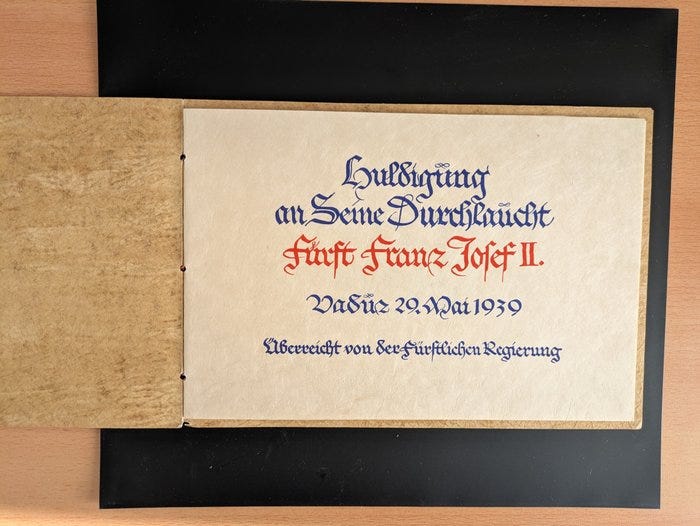 Huldigung
an Seine Durchlaucht
Fürst Franz Josef II.
Vaduz 29. Mai 1939
Überreicht von der Fürstlichen Regierung